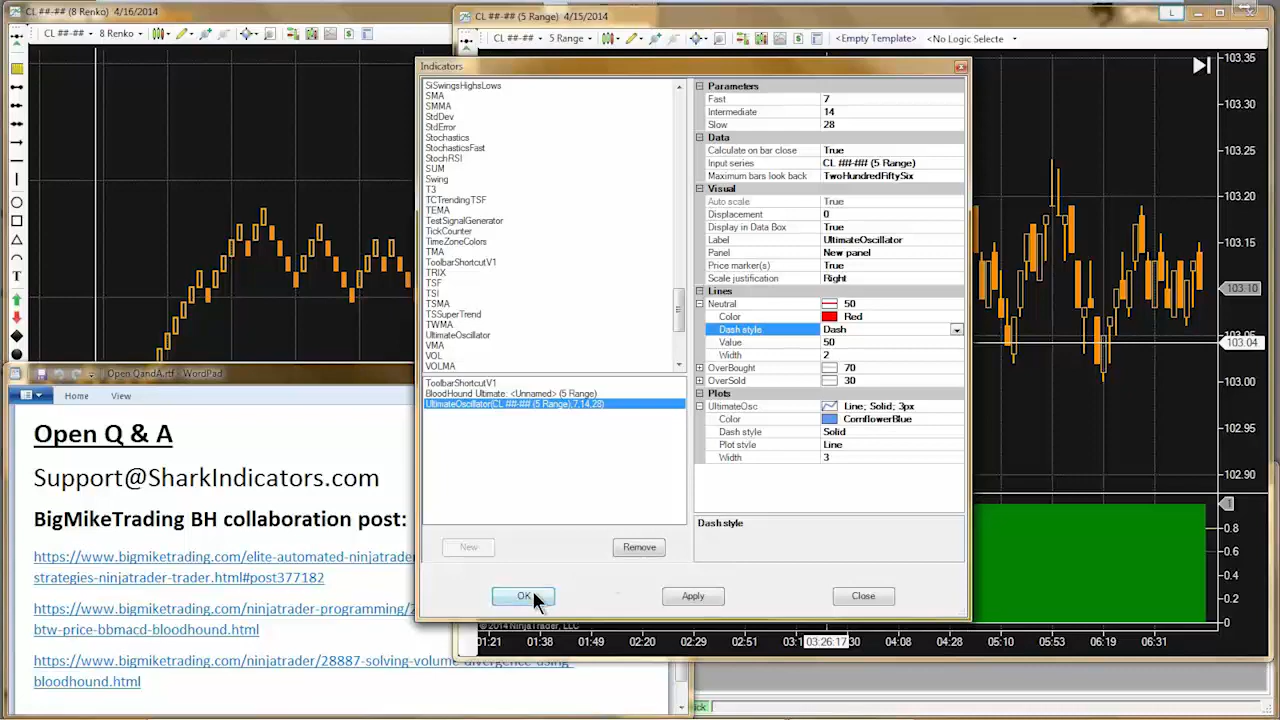 CL ##-## (8 Renko)  4/16/2014
CL ##-##  8 Renko
CL ##-## (5 Range)  4/15/2014
L
CL ##-##  5 Range  <Empty Template>  <No Logic Selecte
Indicators
SiSwingsHighsLows
SMA
SMMA
StdDev
StdError
Stochastics
StochasticsFast
StochRSI
SUM
Swing
T3
TCTrendingTSF
TEMA
TestSignalGenerator
TickCounter
TimeZoneColors
TMA
ToolbarShortcutV1
TRIX
TSF
TSI
TSMA
TSSuperTrend
TWMA
UltimateOscillator
VMA
VOL
VOLMA
ToolbarShortcutV1
BloodHound Ultimate: <Unnamed> (5 Range)
UltimateOscillator(CL ##-## (5 Range),7,14,28)
New
Remove
Parameters
Fast 7
Intermediate 14
Slow 28
Data
Calculate on bar close True
Input series CL ##-## (5 Range)
Maximum bars look back TwoHundredFiftySix
Visual
Auto scale True
Displacement 0
Display in Data Box True
Label UltimateOscillator
Panel New panel
Price marker(s) True
Scale justification Right
Lines
Neutral 50
Color Red
Dash style Dash
Value 50
Width 2
OverBought 70
OverSold 30
Plots
UltimateOsc Line; Solid; 3px
Color CornflowerBlue
Dash style Solid
Plot style Line
Width 3
Dash style
OK
Apply
Close
103.35
103.30
103.25
103.20
103.15
103.10
103.05
103.04
103.00
102.95
102.90
1
0.8
0.6
0.4
0.2
0
© 2014 NinjaTrader, LLC
01:21 01:38 01:49 02:00 02:14 02:29 02:51 03:03 03:26:17 04:08 04:35 05:10 05:53 06:19 06:31
Open QandA.rtf - WordPad
Home View
Open Q & A
Support@SharkIndicators.com
BigMikeTrading BH collaboration post:
https://www.bigmiketrading.com/elite-automated-ninjatrader
strategies-ninjatrader-trader.html#post377182
https://www.bigmiketrading.com/ninjatrader-programming/2
btw-price-bbmacd-bloodhound.html
https://www.bigmiketrading.com/ninjatrader/28887-solving-volume-divergence-using-
bloodhound.html